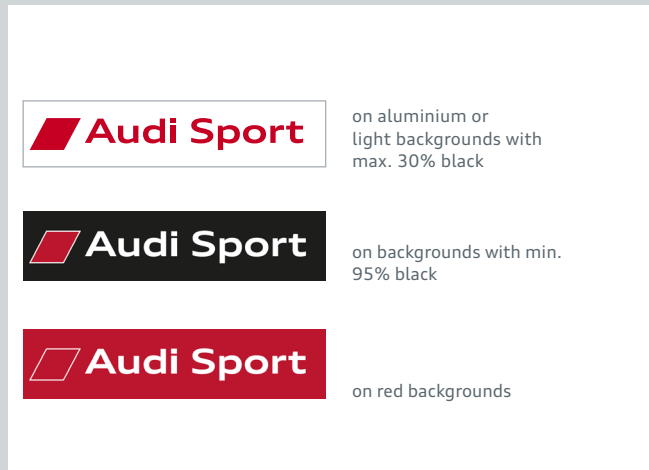 Audi Sport
on aluminium or
light backgrounds with
max. 30% black
Audi Sport
on backgrounds with min.
95% black
Audi Sport
on red backgrounds